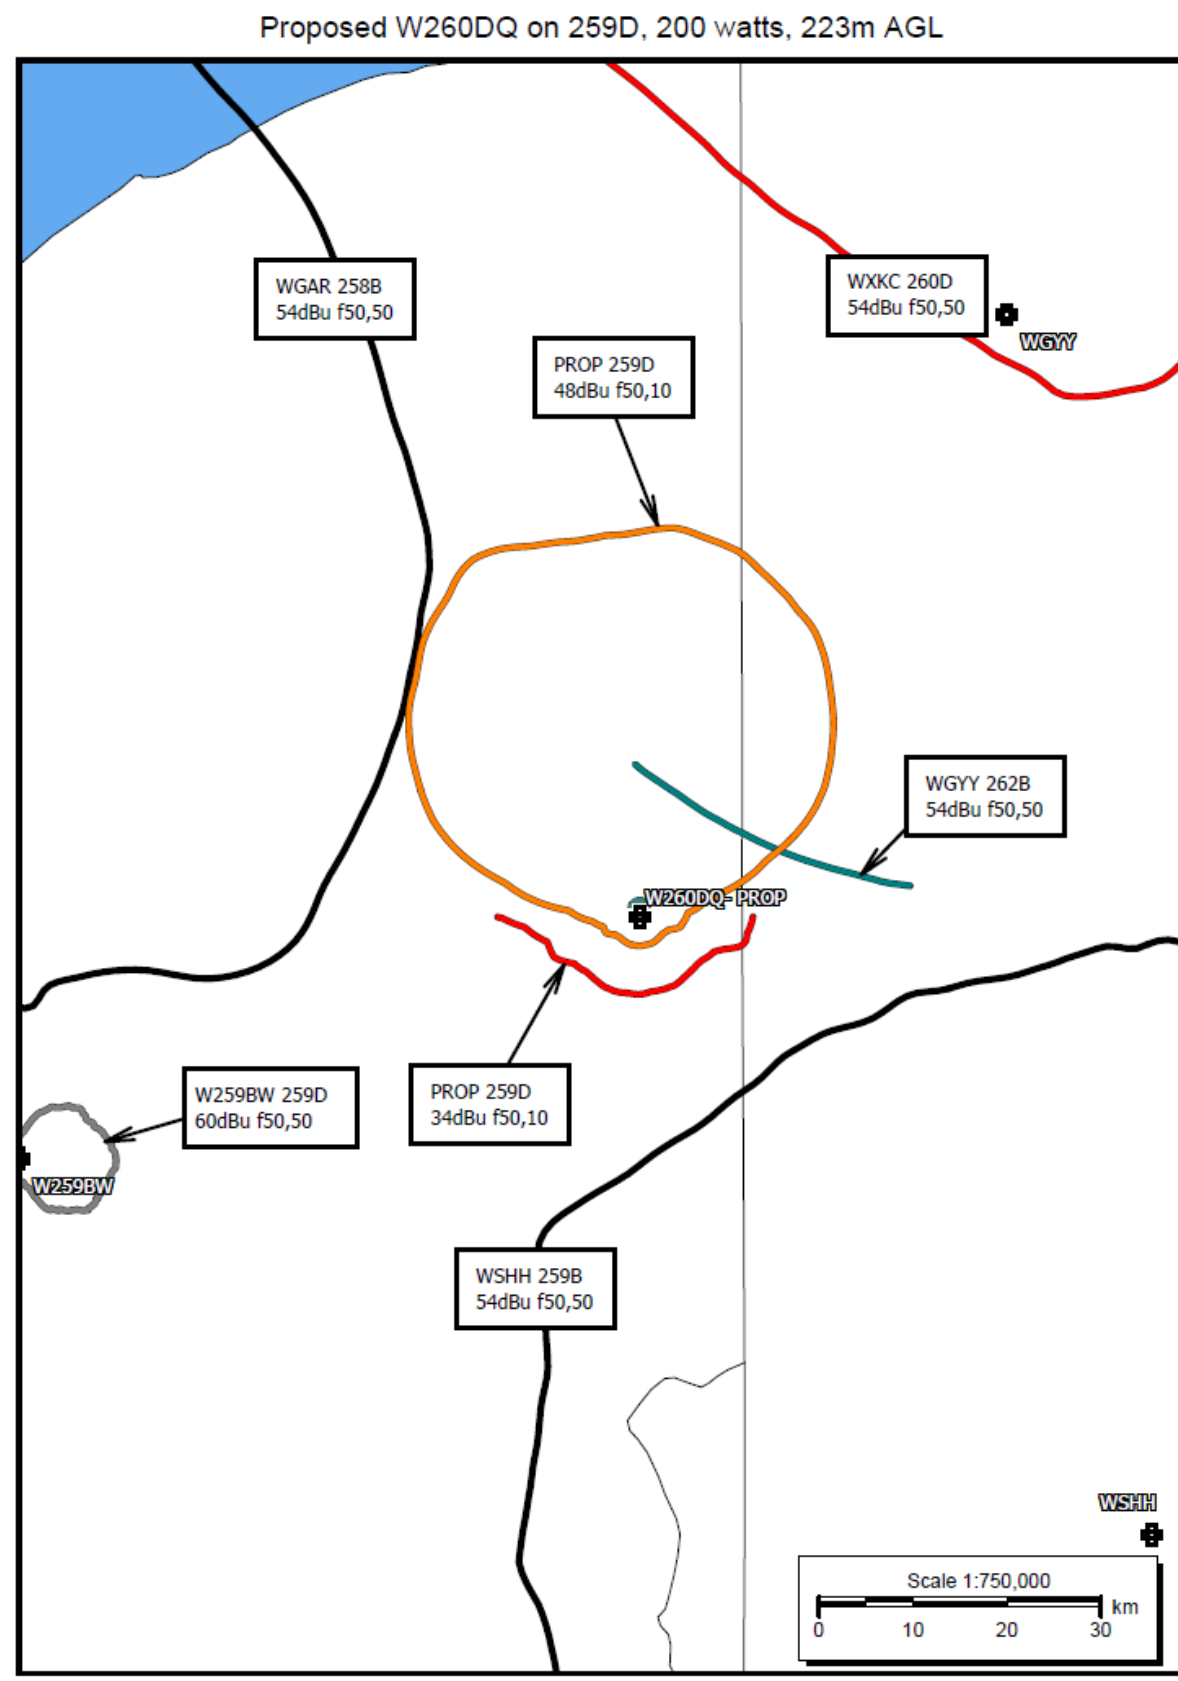 Proposed W260DQ on 259D, 200 watts, 223m AGL
WGAR 258B
54dBu f50,50
WXKC 260D
54dBu f50,50
WGYY
PROP 259D
48dBu f50,10
WGYY 262B
54dBu f50,50
W260DQ- PROP
PROP 259D
34dBu f50,10
W259BW 259D
60dBu f50,50
W259BW
WSHH 259B
54dBu f50,50
WSHH
Scale 1:750,000
km
0 10 20 30